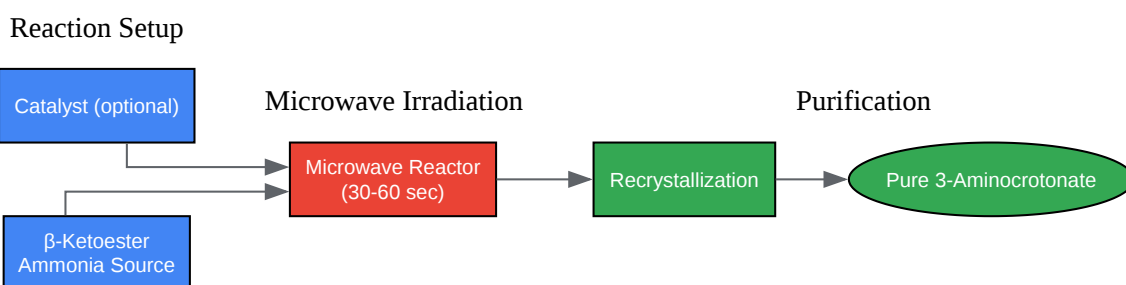 Reaction Setup
Catalyst (optional)
β-Ketoester
Ammonia Source
Microwave Irradiation
Microwave Reactor
(30-60 sec)
Purification
Recrystallization
Pure 3-Aminocrotonate